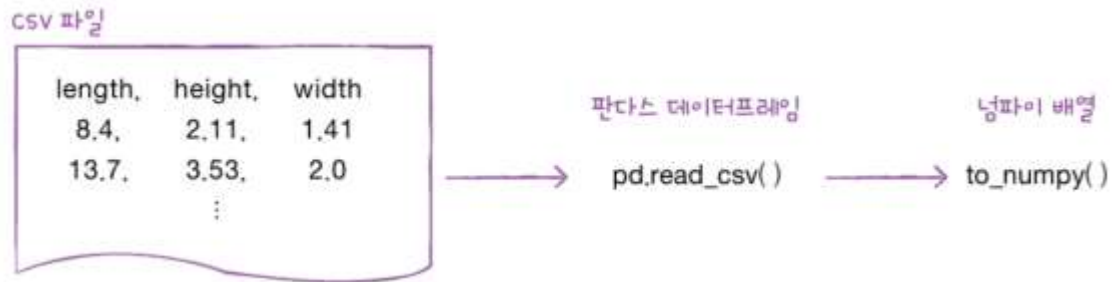 CSV 파일
length, height, width
8.4, 2.11, 1.41
13.7, 3.53, 2.0
⋮
판다스 데이터프레임
pd.read_csv( )
넘파이 배열
to_numpy( )